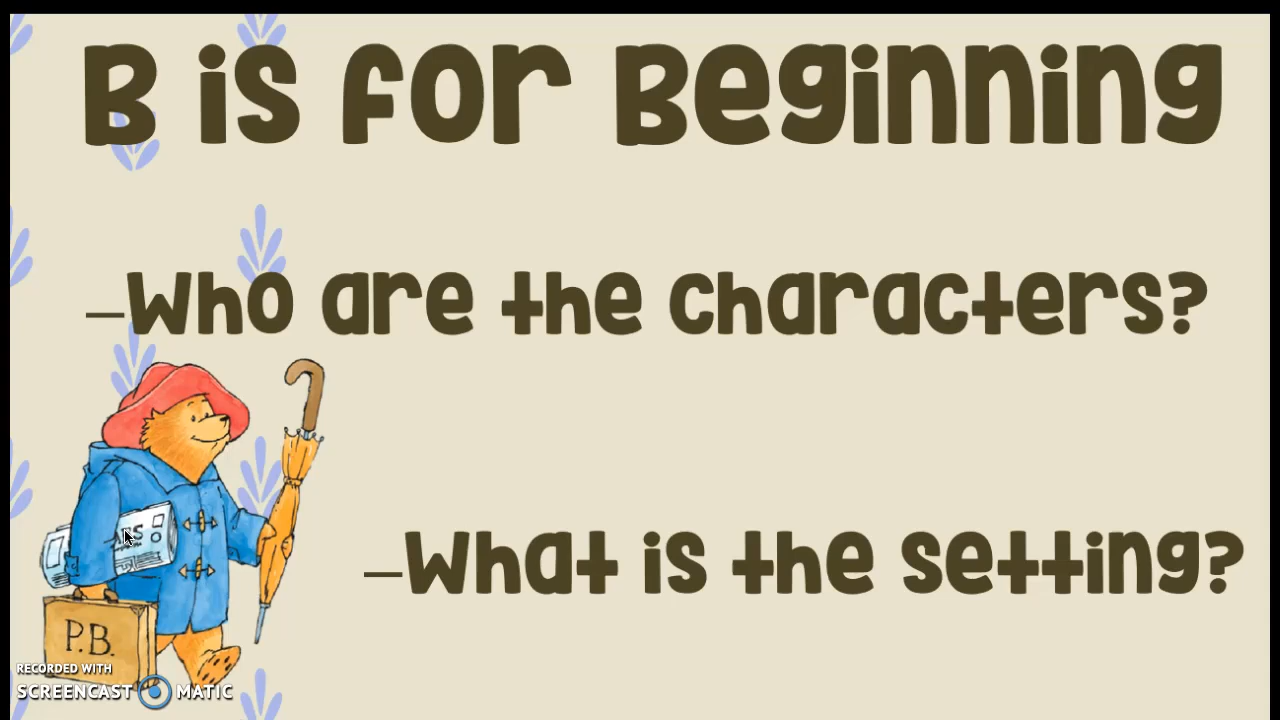 B is for Beginning
–Who are the characters?
–What is the setting?
P.B.
RECORDED WITH
SCREENCAST MATIC